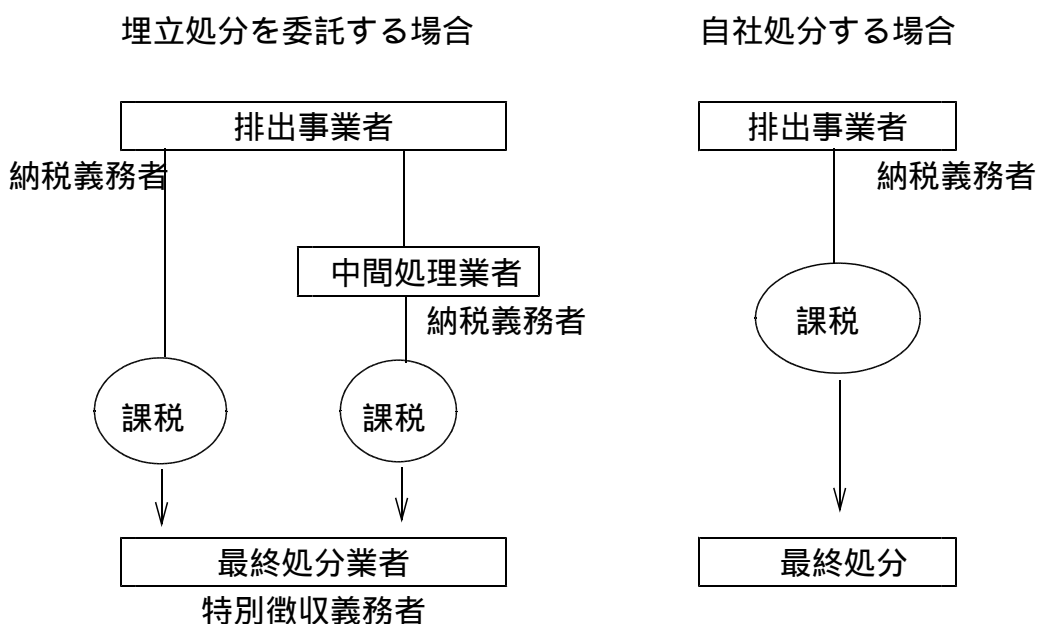 埋立処分を委託する場合
自社処分する場合
排出事業者
排出事業者
納税義務者
納税義務者
中間処理業者
納税義務者
課税
課税
課税
最終処分業者
最終処分
特別徴収義務者